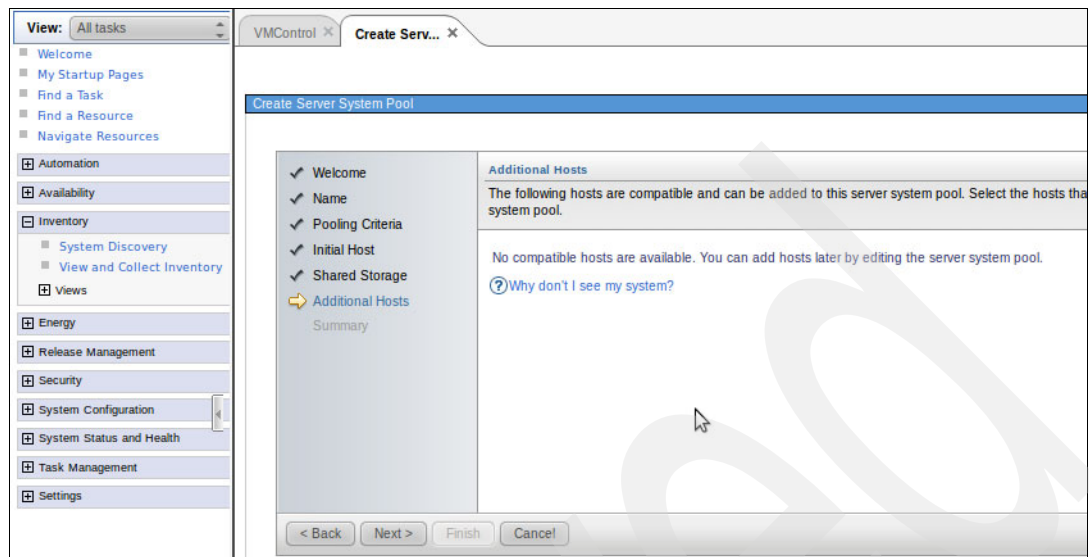 View: All tasks
Welcome
My Startup Pages
Find a Task
Find a Resource
Navigate Resources
Automation
Availability
Inventory
System Discovery
View and Collect Inventory
Views
Energy
Release Management
Security
System Configuration
System Status and Health
Task Management
Settings
VMControl
Create Serv...
Create Server System Pool
Welcome
Name
Pooling Criteria
Initial Host
Shared Storage
Additional Hosts
Summary
Additional Hosts
The following hosts are compatible and can be added to this server system pool. Select the hosts tha
system pool.
No compatible hosts are available. You can add hosts later by editing the server system pool.
?Why don't I see my system?
< Back Next > Finish Cancel